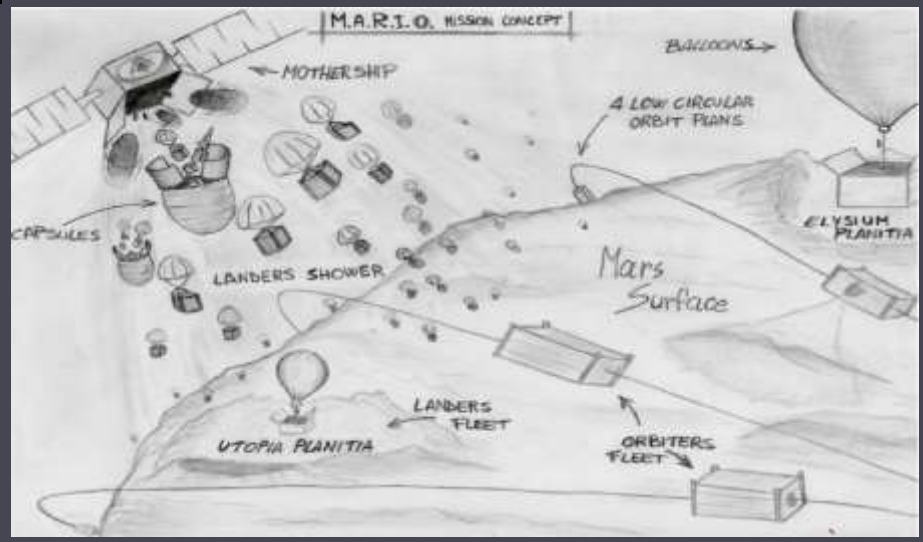 M.A.R.I.O. MISSION CONCEPT
MOTHERSHIP
BALLOONS
4 LOW CIRCULAR
ORBIT PLANS
CAPSULES
ELYSIUM
PLANITIA
LANDERS SHOWER
Mars
Surface
LANDERS
FLEET
UTOPIA PLANITIA
ORBITERS
FLEET